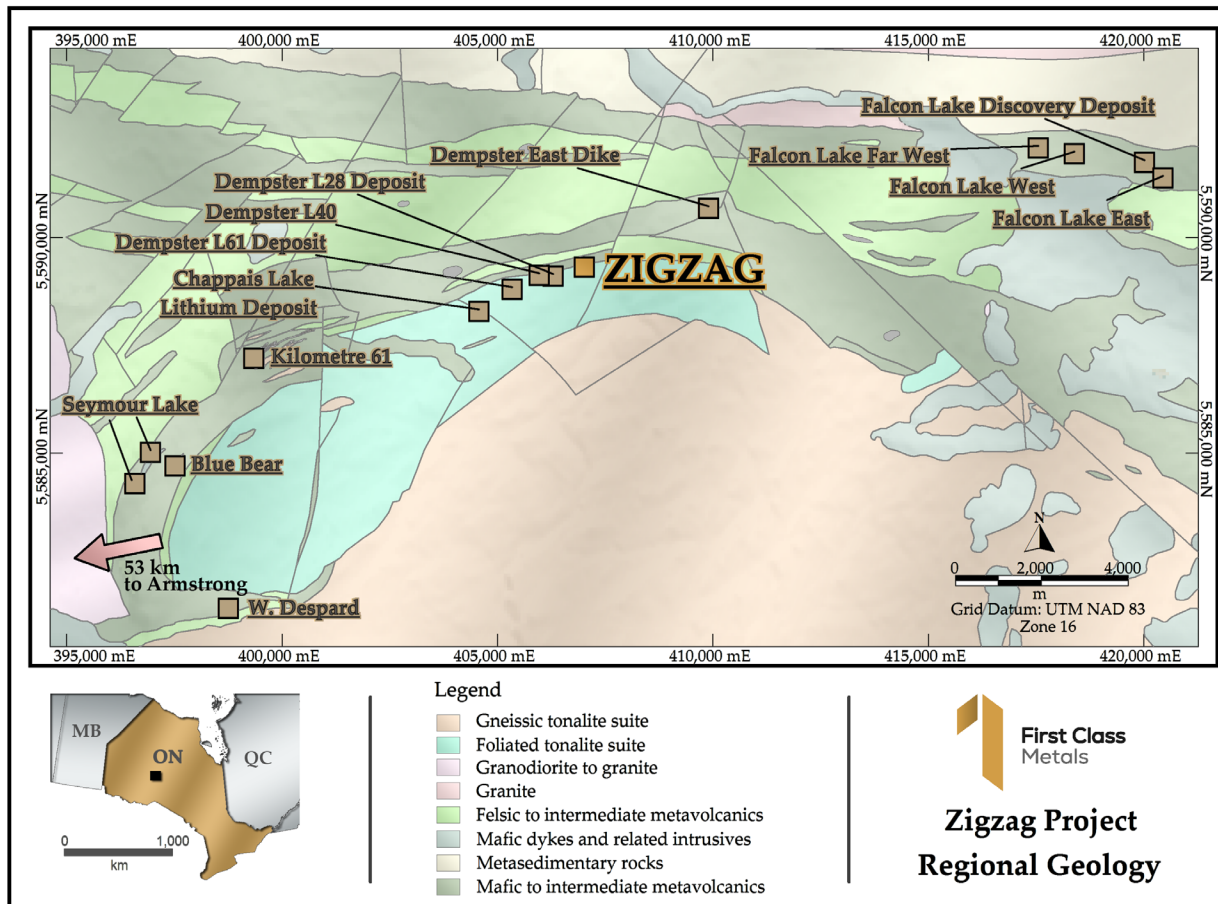 395,000 mE
400,000 mE
405,000 mE
410,000 mE
415,000 mE
420,000 mE
Falcon Lake Discovery Deposit
Dempster East Dike
Falcon Lake Far West
Dempster L28 Deposit
Falcon Lake West
Dempster L40
Falcon Lake East
5,590,000 mN
5,590,000 mN
Dempster L61 Deposit
ZIGZAG
Chappais Lake
Lithium Deposit
Kilometre 61
Seymour Lake
5,585,000 mN
5,585,000 mN
Blue Bear
53 km
to Armstrong
W. Despard
N
0
2,000
4,000
m
Grid Datum: UTM NAD 83
Zone 16
395,000 mE
400,000 mE
405,000 mE
410,000 mE
415,000 mE
420,000 mE
MB
ON
QC
0
1,000
km
Legend
Gneissic tonalite suite
Foliated tonalite suite
Granodiorite to granite
Granite
Felsic to intermediate metavolcanics
Mafic dykes and related intrusives
Metasedimentary rocks
Mafic to intermediate metavolcanics
First Class
Metals
Zigzag Project
Regional Geology